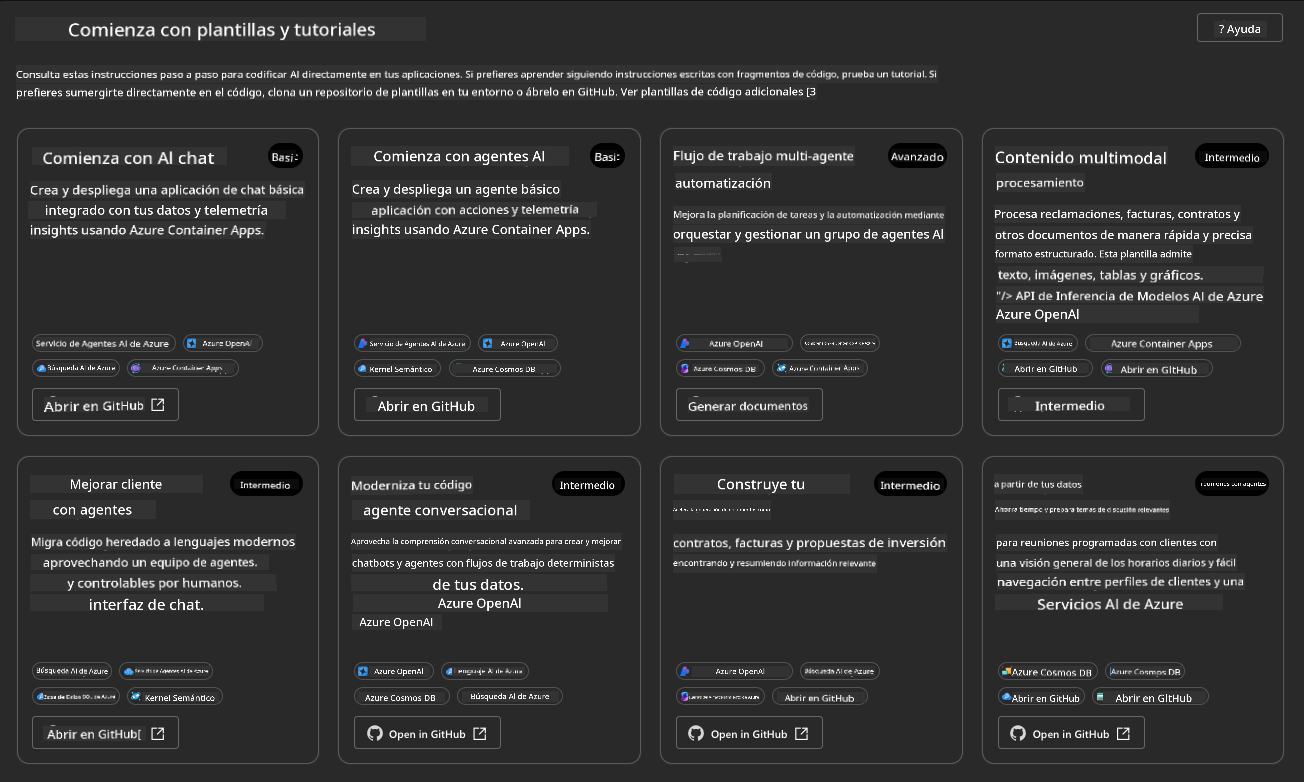 Comienza con plantillas y tutoriales
? Ayuda
Consulta estas instrucciones paso a paso para codificar AI directamente en tus aplicaciones. Si prefieres aprender siguiendo instrucciones escritas con fragmentos de código, prueba un tutorial. Si
prefieres sumergirte directamente en el código, clona un repositorio de plantillas en tu entorno o ábrelo en GitHub. Ver plantillas de código adicionales [3
Comienza con AI chat
Crea y despliega una aplicación de chat básica
integrado con tus datos y telemetría
insights usando Azure Container Apps.
Servicio de Agentes AI de Azure
Azure OpenAI
Búsqueda AI de Azure
Azure Container Apps
Abrir en GitHub
Comienza con agentes AI
Crea y despliega un agente básico
aplicación con acciones y telemetría
insights usando Azure Container Apps.
Servicio de Agentes AI de Azure
Azure OpenAI
Kernel Semántico
Azure Cosmos DB
Abrir en GitHub
Flujo de trabajo multi-agente
Avanzado
automatización
Mejora la planificación de tareas y la automatización mediante
orquestar y gestionar un grupo de agentes AI
Azure OpenAI
Azure Cosmos DB
Azure Container Apps
Generar documentos
Contenido multimodal
Intermedio
procesamiento
Procesa reclamaciones, facturas, contratos y
otros documentos de manera rápida y precisa
formato estructurado. Esta plantilla admite
texto, imágenes, tablas y gráficos.
"/> API de Inferencia de Modelos AI de Azure
Azure OpenAI
Búsqueda AI de Azure
Azure Container Apps
Abrir en GitHub
Abrir en GitHub
Intermedio
Mejorar cliente
Intermedio
con agentes
Migra código heredado a lenguajes modernos
aprovechando un equipo de agentes.
y controlables por humanos.
interfaz de chat.
Búsqueda AI de Azure
Servicio de Agentes AI de Azure
Base de Datos SQL de Azure
Kernel Semántico
Abrir en GitHub[
Moderniza tu código
Intermedio
agente conversacional
Aprovecha la comprensión conversacional avanzada para crear y mejorar
chatbots y agentes con flujos de trabajo deterministas
de tus datos.
Azure OpenAI
Azure OpenAI
Azure OpenAI
Lenguaje AI de Azure
Azure Cosmos DB
Búsqueda AI de Azure
Open in GitHub
Construye tu
Intermedio
contratos, facturas y propuestas de inversión
encontrando y resumiendo información relevante
Azure OpenAI
Búsqueda AI de Azure
Abrir en GitHub
Open in GitHub
a partir de tus datos
reuniones con agentes
Ahorra tiempo y prepara temas de discusión relevantes
para reuniones programadas con clientes con
una visión general de los horarios diarios y fácil
navegación entre perfiles de clientes y una
Servicios AI de Azure
Azure Cosmos DB
Azure Cosmos DB
Abrir en GitHub
Abrir en GitHub
Open in GitHub